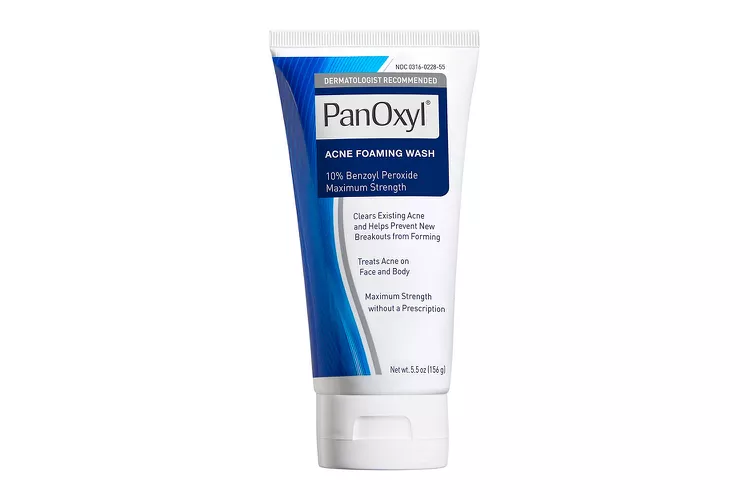 NDC 0316-0228-55
DERMATOLOGIST RECOMMENDED
PanOxyl®
ACNE FOAMING WASH
10% Benzoyl Peroxide
Maximum Strength
Clears Existing Acne
and Helps Prevent New
Breakouts from Forming
Treats Acne on
Face and Body
Maximum Strength
without a Prescription
Net wt. 5.5 oz (156 g)